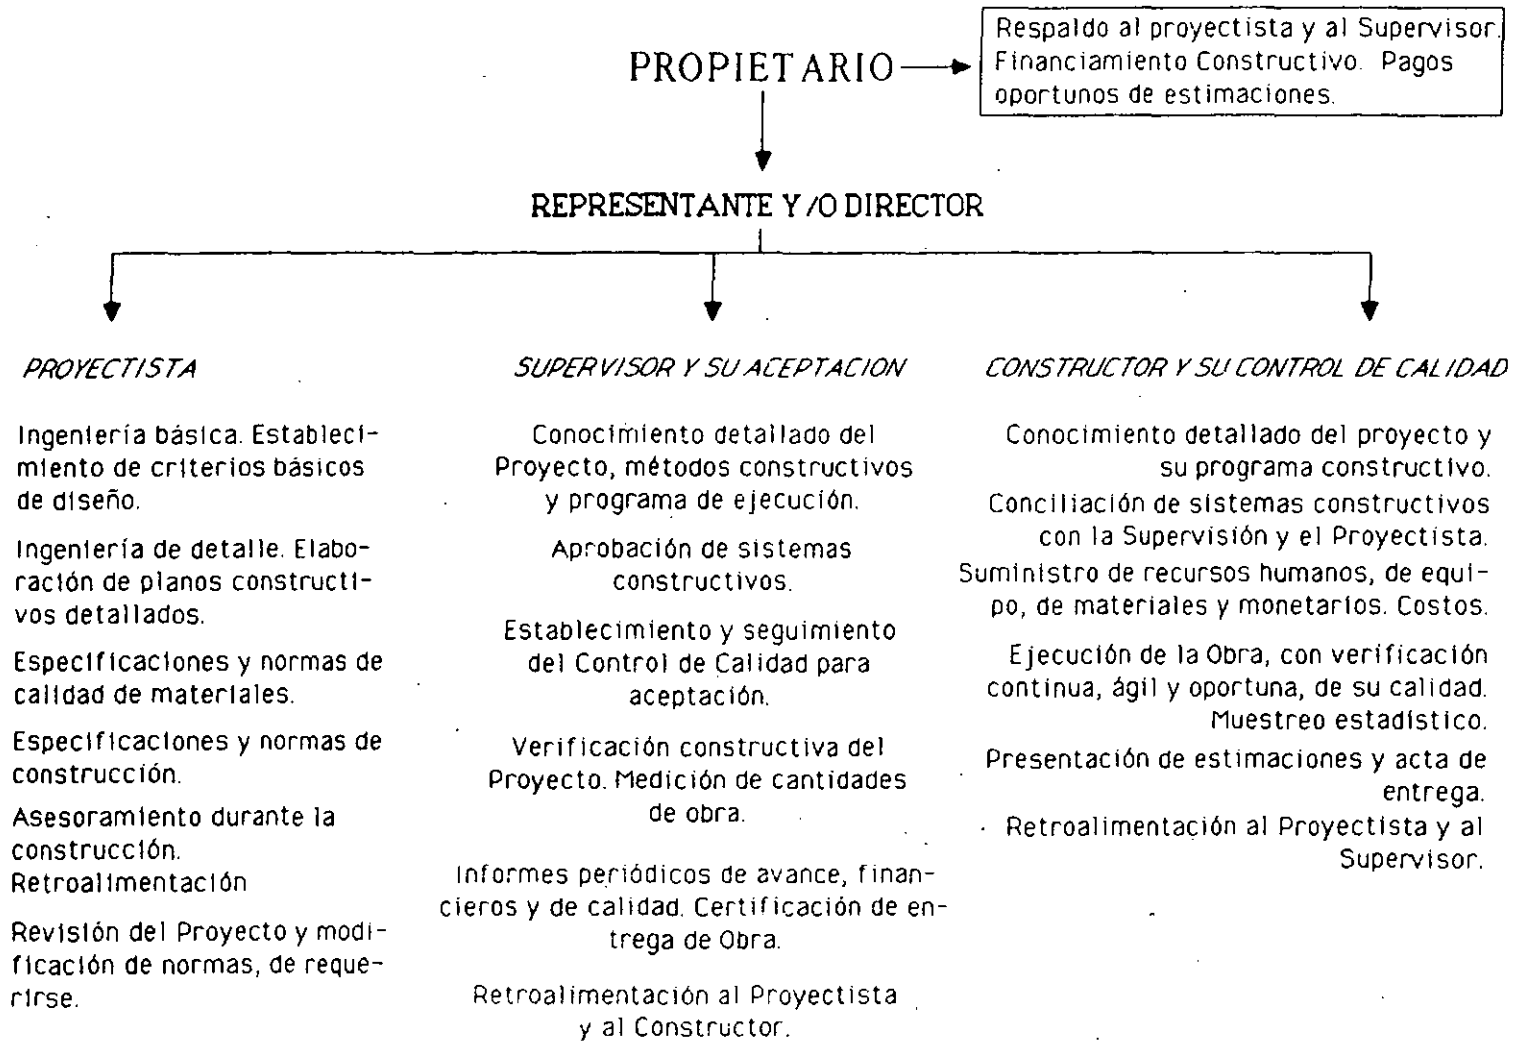 Respaldo al proyectista y al Supervisor.
Financiamiento Constructivo. Pagos
oportunos de estimaciones.
PROPIETARIO
REPRESENTANTE Y/O DIRECTOR
PROYECTISTA
Ingeniería básica. Estableci-
miento de criterios básicos
de diseño.
Ingeniería de detalle. Elabo-
ración de planos constructi-
vos detallados.
Especificaciones y normas de
calidad de materiales.
Especificaciones y normas de
construcción.
Asesoramiento durante la
construcción.
Retroalimentación
Revisión del Proyecto y modi-
ficación de normas, de reque-
rirse.
SUPERVISOR Y SU ACEPTACION
Conocimiento detallado del
Proyecto, métodos constructivos
y programa de ejecución.
Aprobación de sistemas
constructivos.
Establecimiento y seguimiento
del Control de Calidad para
aceptación.
Verificación constructiva del
Proyecto. Medición de cantidades
de obra.
Informes periódicos de avance, finan-
cieros y de calidad. Certificación de en-
trega de Obra.
Retroalimentación al Proyectista
y al Constructor.
CONSTRUCTOR Y SU CONTROL DE CALIDAD
Conocimiento detallado del proyecto y
su programa constructivo.
Conciliación de sistemas constructivos
con la Supervisión y el Proyectista.
Suministro de recursos humanos, de equi-
po, de materiales y monetarios. Costos.
Ejecución de la Obra, con verificación
continua, ágil y oportuna, de su calidad.
Muestreo estadístico.
Presentación de estimaciones y acta de
entrega.
Retroalimentación al Proyectista y al
Supervisor.